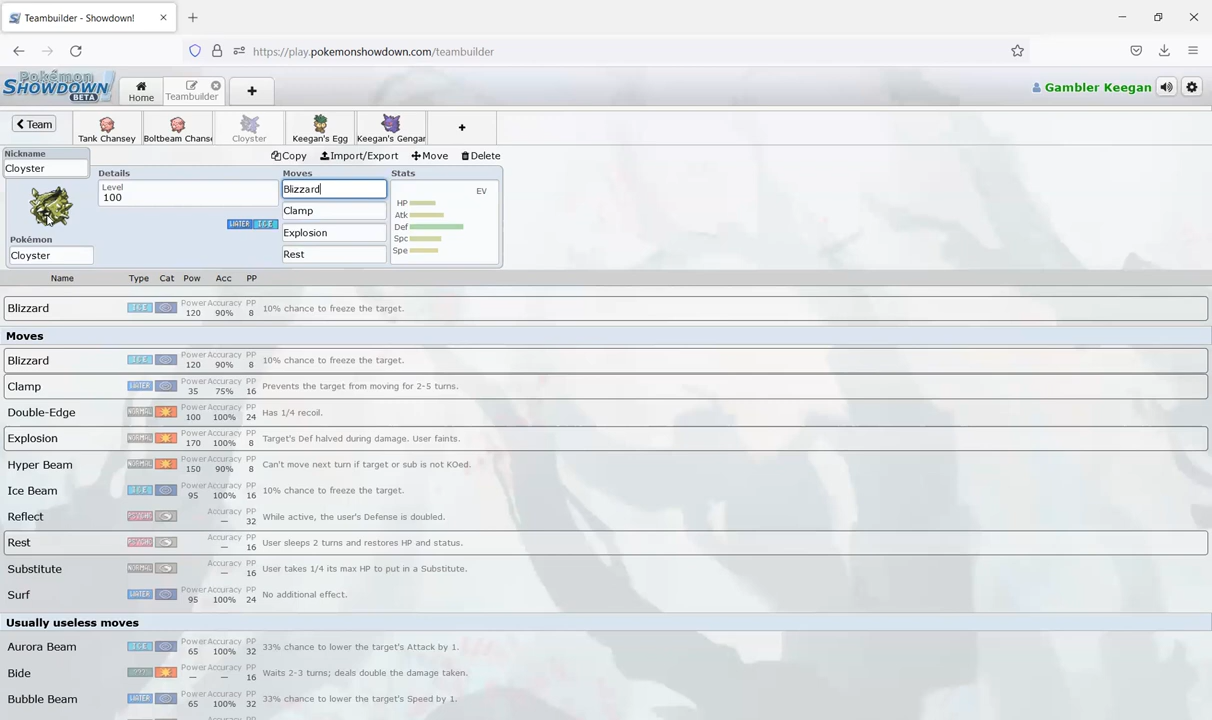 Teambuilder - Showdown!
https://play.pokemonshowdown.com/teambuilder
Pokémon
SHOWDOWN!
BETA
Home
Teambuilder
Gambler Keegan
Team
Tank Chansey
Boltbeam Chans
Cloyster
Keegan's Egg
Keegan's Gengar
Nickname
Cloyster
Copy
Import/Export
Move
Delete
Details
Moves
Stats
Level
100
WATER ICE
Pokémon
Cloyster
Blizzard
Clamp
Explosion
Rest
EV
HP
Atk
Def
Spc
Spe
Name Type Cat Pow Acc PP
Blizzard ICE Power 120 Accuracy 90% PP 8 10% chance to freeze the target.
Moves
Blizzard ICE Power 120 Accuracy 90% PP 8 10% chance to freeze the target.
Clamp WATER Power 35 Accuracy 75% PP 16 Prevents the target from moving for 2-5 turns.
Double-Edge NORMAL Power 100 Accuracy 100% PP 24 Has 1/4 recoil.
Explosion NORMAL Power 170 Accuracy 100% PP 8 Target's Def halved during damage. User faints.
Hyper Beam NORMAL Power 150 Accuracy 90% PP 8 Can't move next turn if target or sub is not KOed.
Ice Beam ICE Power 95 Accuracy 100% PP 16 10% chance to freeze the target.
Reflect PSYCHC Accuracy — PP 32 While active, the user's Defense is doubled.
Rest PSYCHC Accuracy — PP 16 User sleeps 2 turns and restores HP and status.
Substitute NORMAL Accuracy — PP 16 User takes 1/4 its max HP to put in a Substitute.
Surf WATER Power 95 Accuracy 100% PP 24 No additional effect.
Usually useless moves
Aurora Beam ICE Power 65 Accuracy 100% PP 32 33% chance to lower the target's Attack by 1.
Bide ??? Power — Accuracy — PP 16 Waits 2-3 turns; deals double the damage taken.
Bubble Beam WATER Power 65 Accuracy 100% PP 32 33% chance to lower the target's Speed by 1.